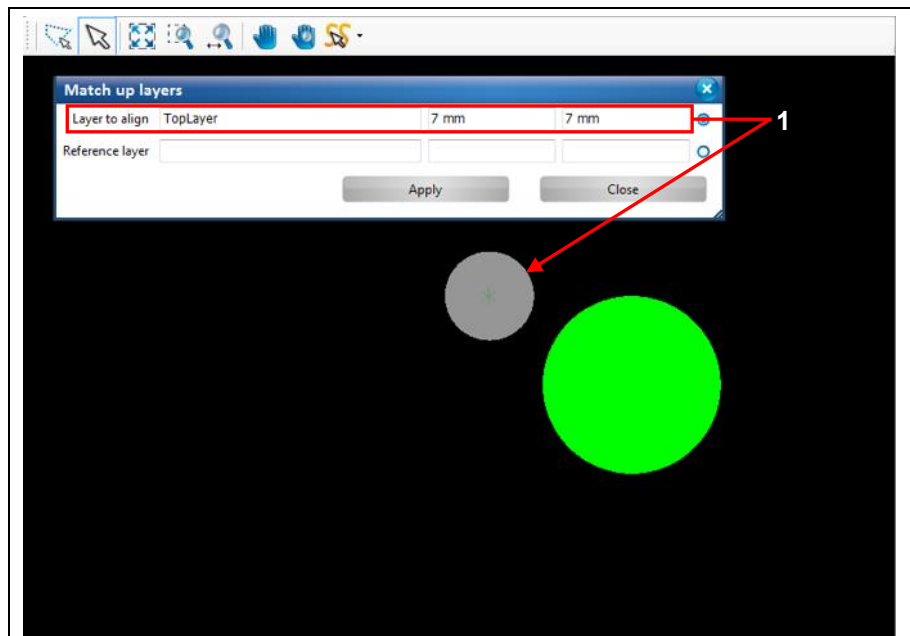 Match up layers
Layer to align TopLayer 7 mm 7 mm
1
Reference layer
Apply Close